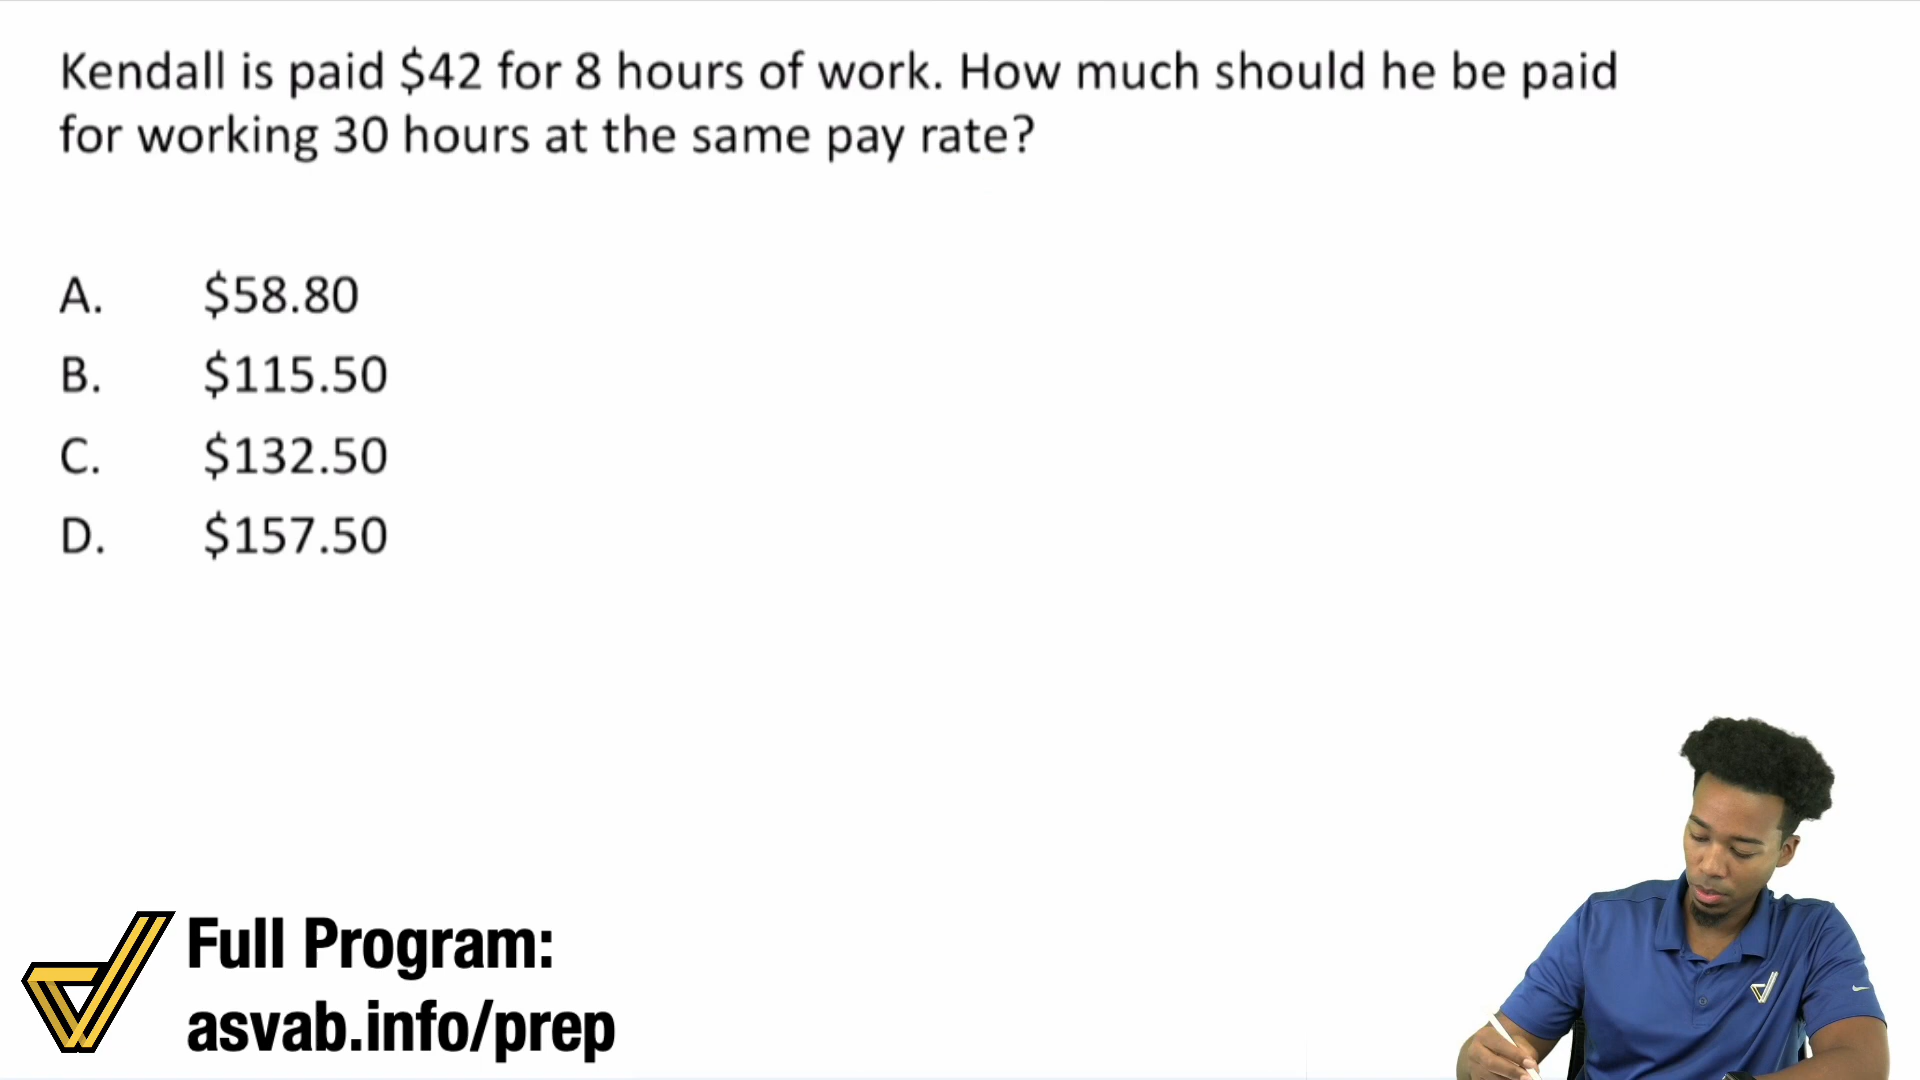 Kendall is paid $42 for 8 hours of work. How much should he be paid
for working 30 hours at the same pay rate?
A. $58.80
B. $115.50
C. $132.50
D. $157.50
Full Program:
asvab.info/prep